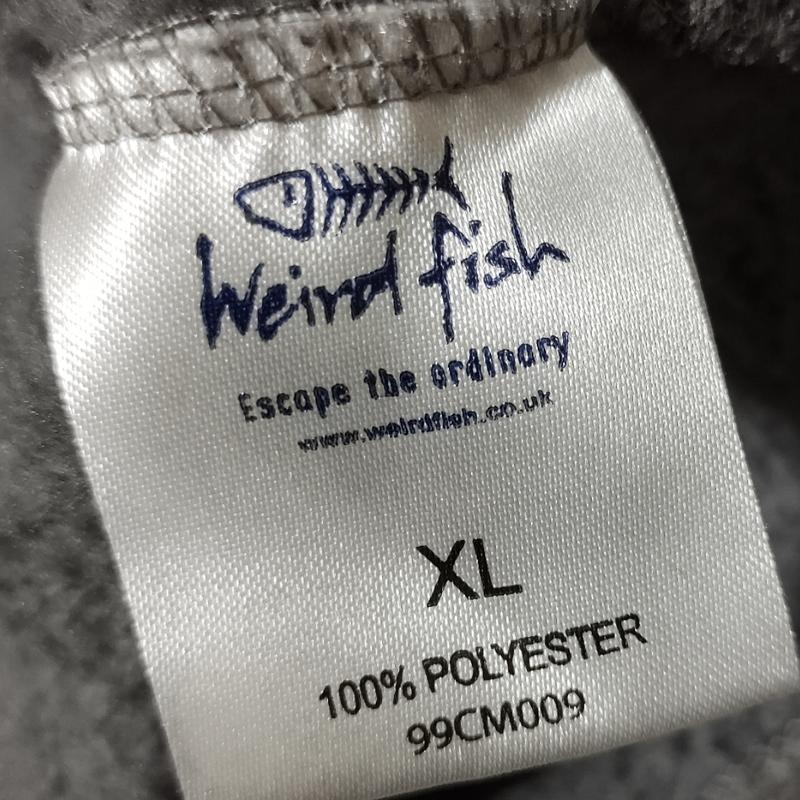 Weird fish
Escape the ordinary
www.weirdfish.co.uk
XL
100% POLYESTER
99CM009